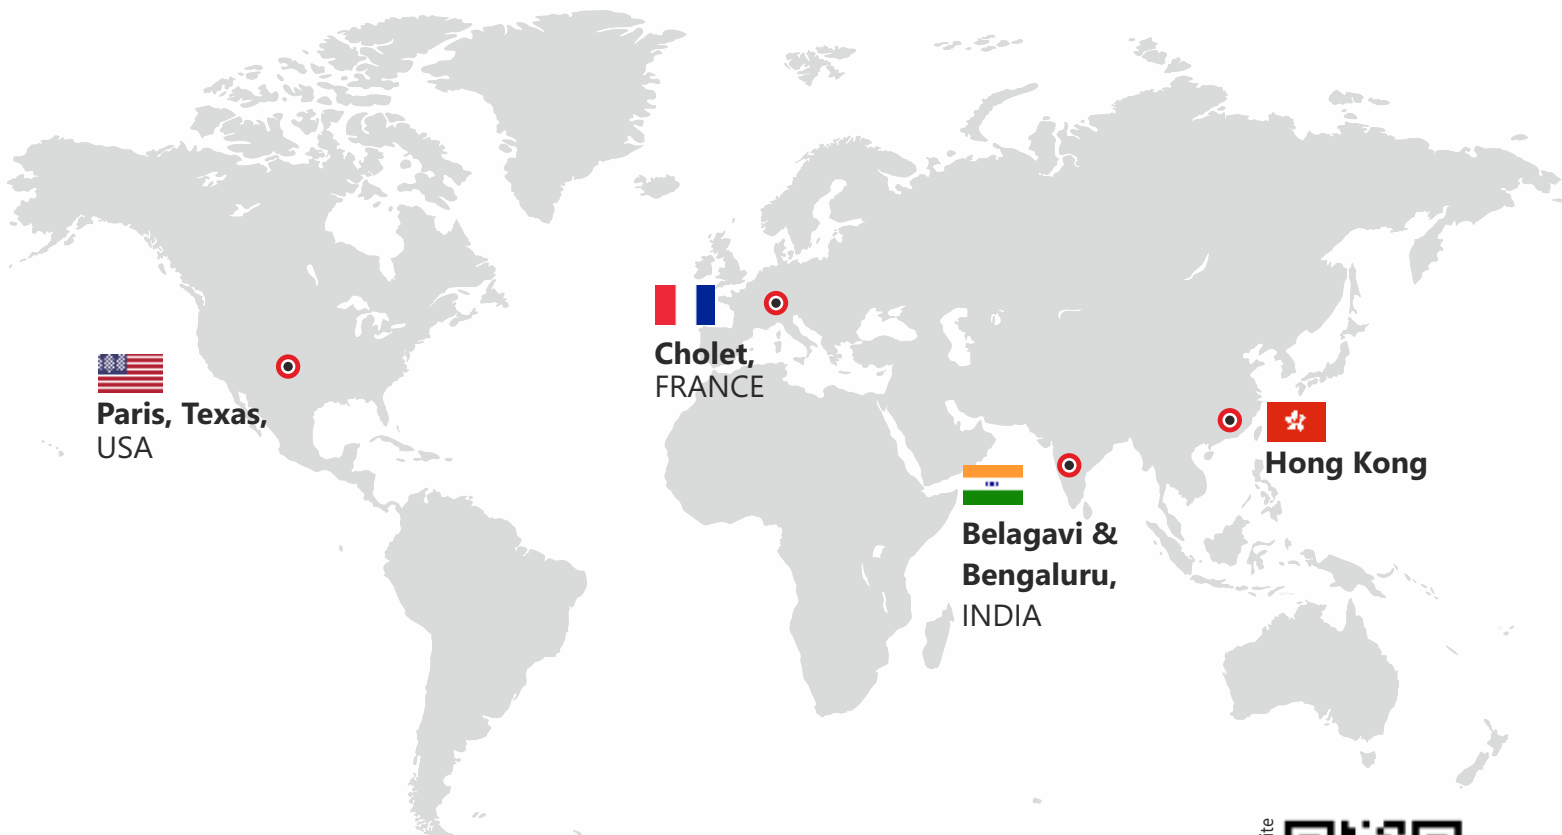 Cholet,
FRANCE
Paris, Texas,
USA
Hong Kong
Belagavi &
Bengaluru,
INDIA